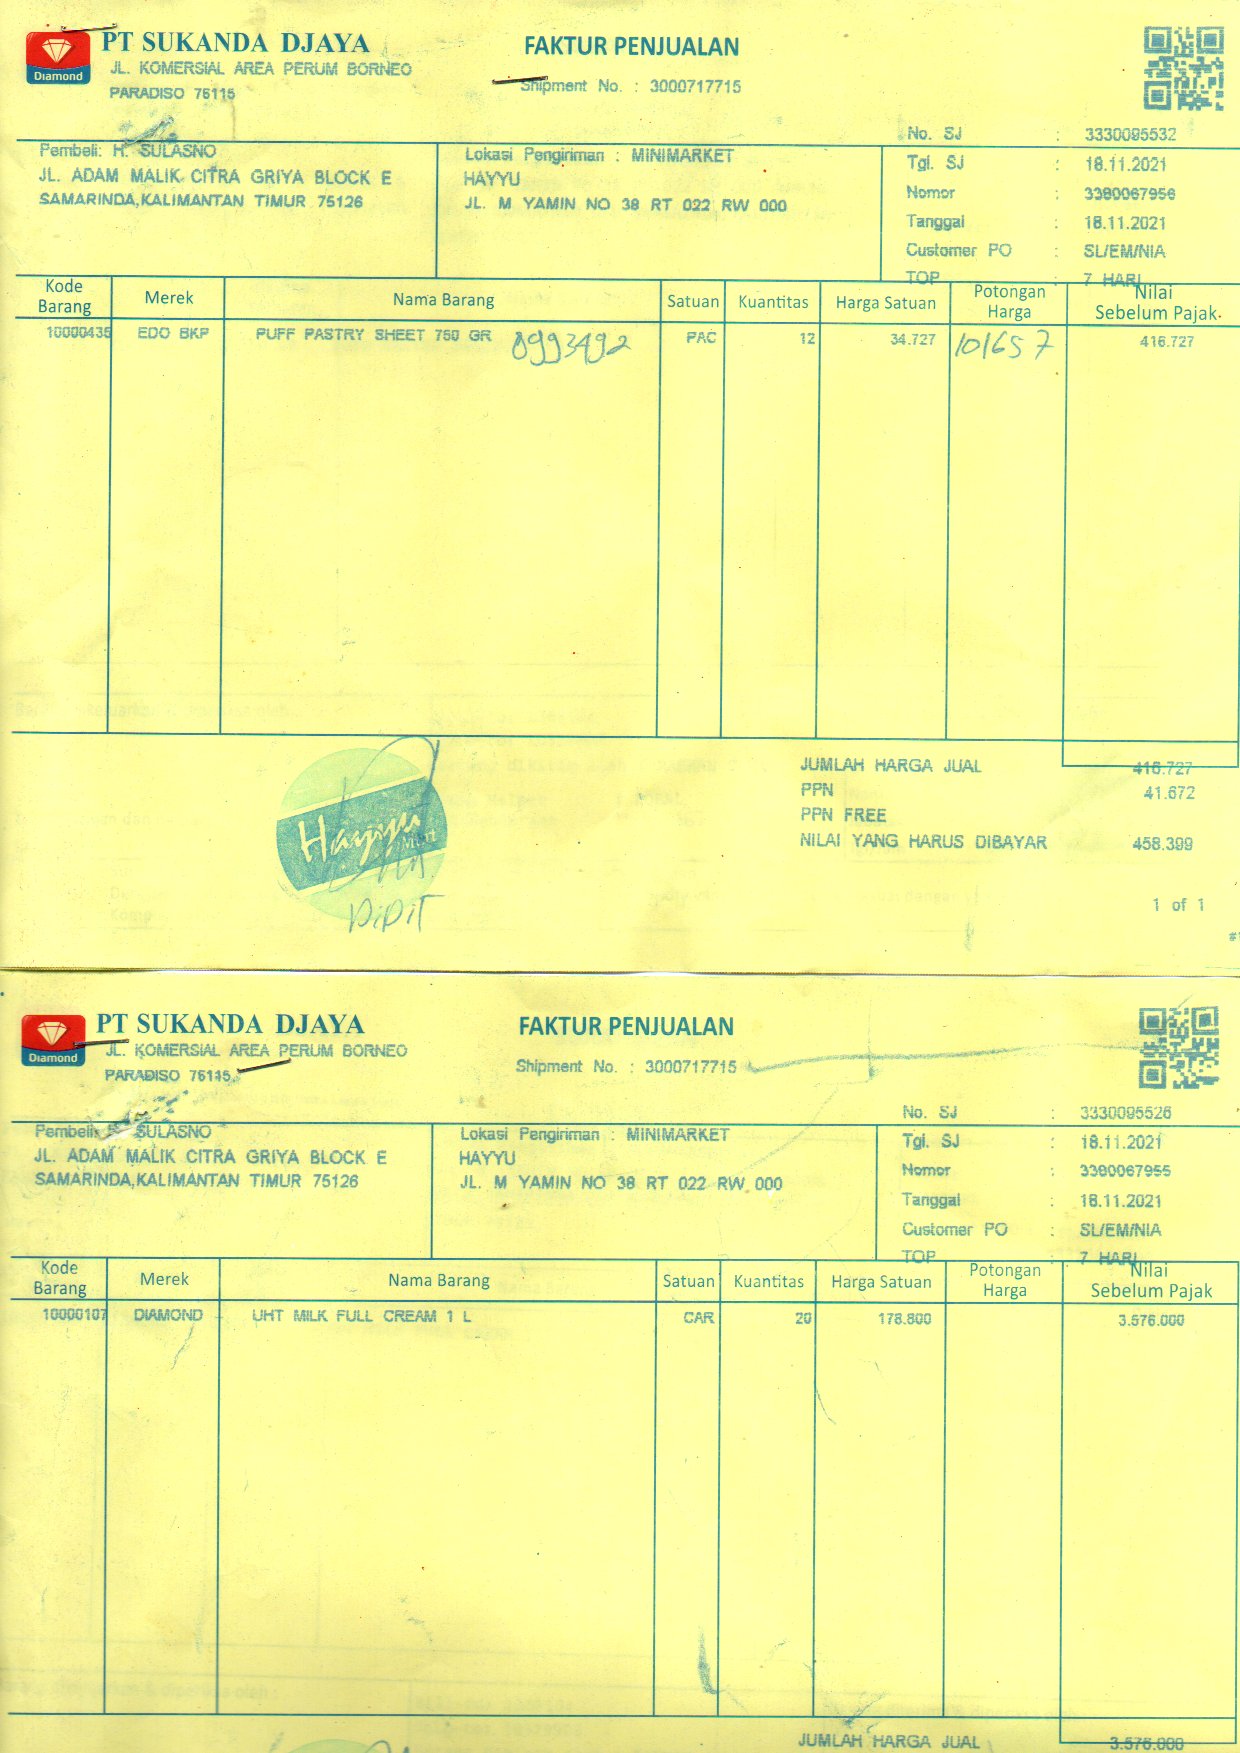 PT SUKANDA DJAYA
Diamond
JL. KOMERSIAL AREA PERUM BORNEO
PARADISO 76115
FAKTUR PENJUALAN
Shipment No. : 3000717715
No. SJ : 3330095532
Tgl. SJ : 18.11.2021
Nomor : 3380067956
Tanggal : 18.11.2021
Customer PO : SL/EM/NIA
TOP : 7 HARI
Pembeli: H. SULASNO
JL. ADAM MALIK CITRA GRIYA BLOCK E
SAMARINDA,KALIMANTAN TIMUR 75126
Lokasi Pengiriman : MINIMARKET
HAYYU
JL. M YAMIN NO 38 RT 022 RW 000
Kode Barang Merek Nama Barang Satuan Kuantitas Harga Satuan Potongan Harga Nilai Sebelum Pajak
10000435 EDO BKP PUFF PASTRY SHEET 750 GR 8993492 PAC 12 34.727 101657 416.727
JUMLAH HARGA JUAL 416.727
PPN 41.672
PPN FREE
NILAI YANG HARUS DIBAYAR 458.399
Hayyu Mart
DIPIT
1 of 1
PT SUKANDA DJAYA
Diamond
JL. KOMERSIAL AREA PERUM BORNEO
PARADISO 76115
FAKTUR PENJUALAN
Shipment No. : 3000717715
No. SJ : 3330095526
Tgl. SJ : 18.11.2021
Nomor : 3380067955
Tanggal : 18.11.2021
Customer PO : SL/EM/NIA
TOP : 7 HARI
Pembeli: H. SULASNO
JL. ADAM MALIK CITRA GRIYA BLOCK E
SAMARINDA,KALIMANTAN TIMUR 75126
Lokasi Pengiriman : MINIMARKET
HAYYU
JL. M YAMIN NO 38 RT 022 RW 000
Kode Barang Merek Nama Barang Satuan Kuantitas Harga Satuan Potongan Harga Nilai Sebelum Pajak
10000107 DIAMOND UHT MILK FULL CREAM 1 L CAR 20 178.800 3.576.000
JUMLAH HARGA JUAL 3.576.000